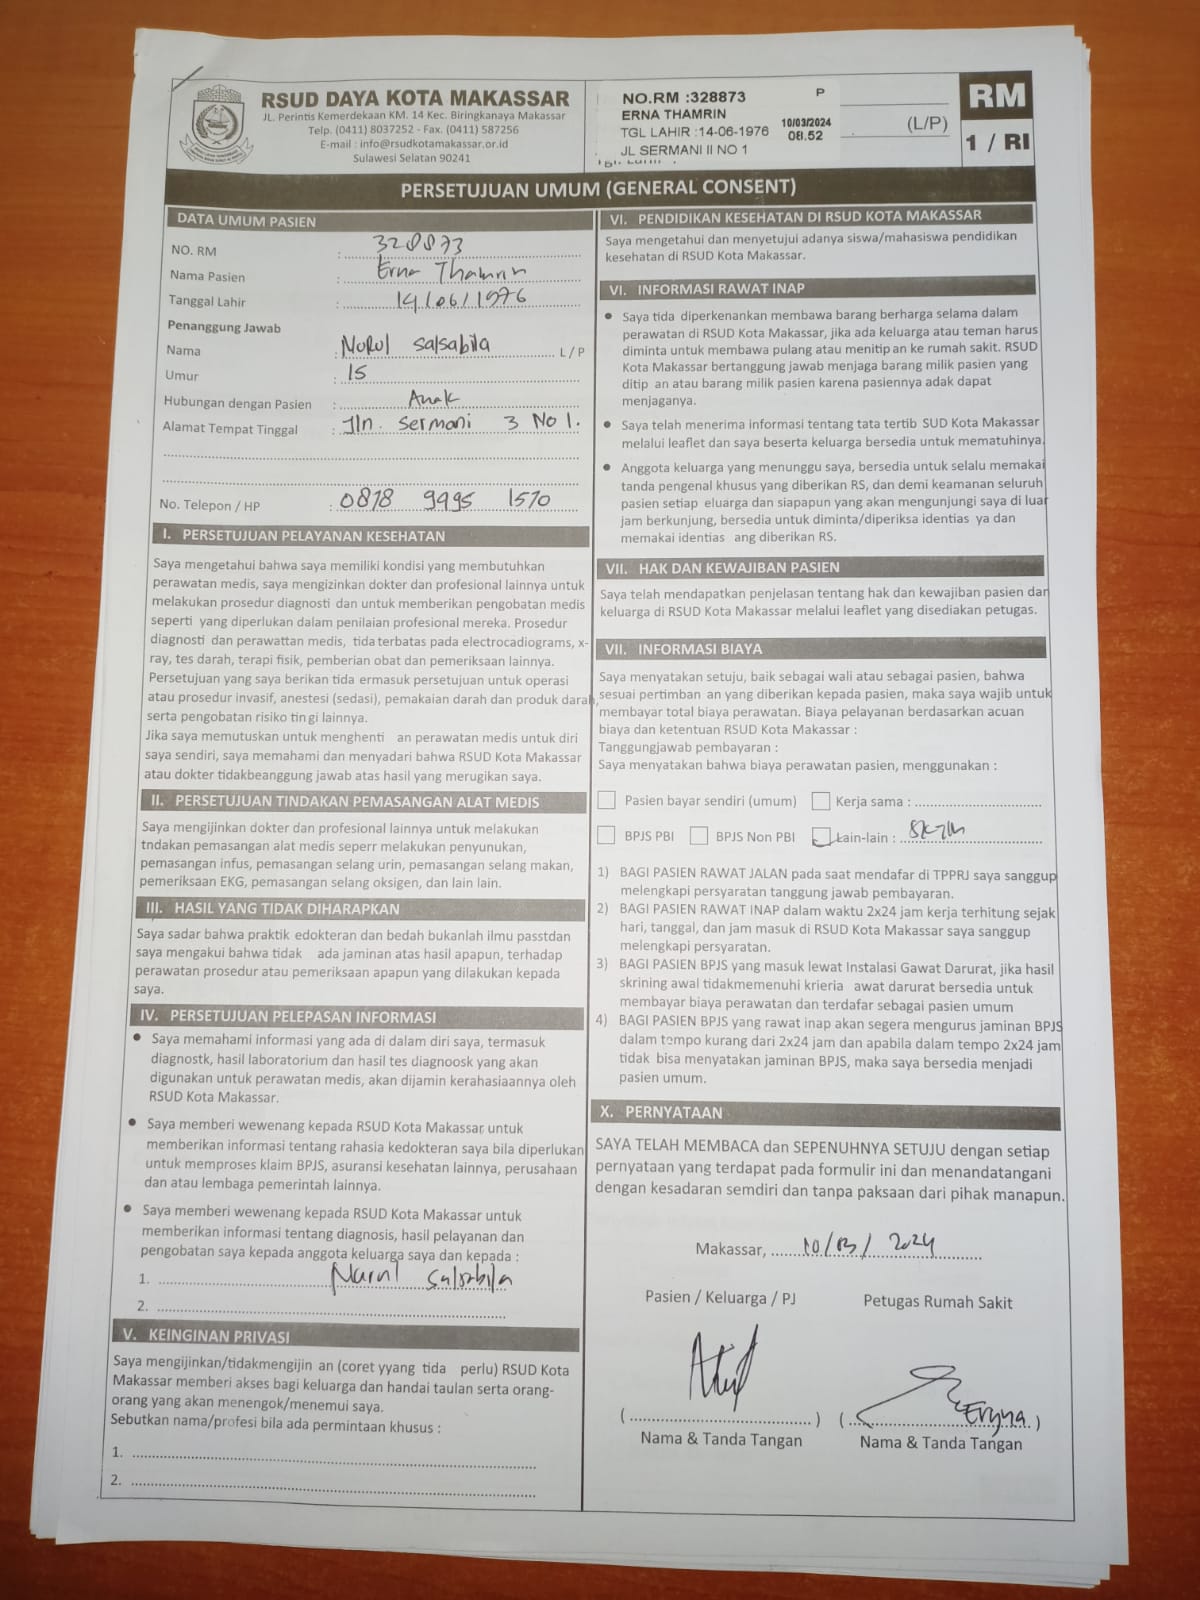 RSUD DAYA KOTA MAKASSAR
JL. Perintis Kemerdekaan KM. 14 Kec. Biringkanaya Makassar
Telp. (0411) 8037252 - Fax. (0411) 587256
E-mail : info@rsudkotamakassar.or.id
Sulawesi Selatan 90241
NO.RM :328873 P
ERNA THAMRIN
TGL LAHIR :14-06-1976
JL SERMANI II NO 1
10/03/2024
08.52
(L/P)
RM
1 / RI
PERSETUJUAN UMUM (GENERAL CONSENT)
DATA UMUM PASIEN
NO. RM : 328873
Nama Pasien : Erna Thamrin
Tanggal Lahir : 14/06/1976
Penanggung Jawab
Nama : Nurul Salsabila L / P
Umur : 15
Hubungan dengan Pasien : Anak
Alamat Tempat Tinggal : Jln. Sermani 3 No 1.
No. Telepon / HP : 0878 9995 1510
I. PERSETUJUAN PELAYANAN KESEHATAN
Saya mengetahui bahwa saya memiliki kondisi yang membutuhkan
perawatan medis, saya mengizinkan dokter dan profesional lainnya untuk
melakukan prosedur diagnosti dan untuk memberikan pengobatan medis
seperti yang diperlukan dalam penilaian profesional mereka. Prosedur
diagnosti dan perawattan medis, tida terbatas pada electrocadiograms, x-
ray, tes darah, terapi fisik, pemberian obat dan pemeriksaan lainnya.
Persetujuan yang saya berikan tida ermasuk persetujuan untuk operasi
atau prosedur invasif, anestesi (sedasi), pemakaian darah dan produk darah,
serta pengobatan risiko tin gi lainnya.
Jika saya memutuskan untuk menghenti an perawatan medis untuk diri
saya sendiri, saya memahami dan menyadari bahwa RSUD Kota Makassar
atau dokter tidakbeanggung jawab atas hasil yang merugikan saya.
II. PERSETUJUAN TINDAKAN PEMASANGAN ALAT MEDIS
Saya mengijinkan dokter dan profesional lainnya untuk melakukan
tndakan pemasangan alat medis seperr melakukan penyunukan,
pemasangan infus, pemasangan selang urin, pemasangan selang makan,
pemeriksaan EKG, pemasangan selang oksigen, dan lain lain.
III. HASIL YANG TIDAK DIHARAPKAN
Saya sadar bahwa praktik edokteran dan bedah bukanlah ilmu passtdan
saya mengakui bahwa tidak ada jaminan atas hasil apapun, terhadap
perawatan prosedur atau pemeriksaan apapun yang dilakukan kepada
saya.
IV. PERSETUJUAN PELEPASAN INFORMASI
• Saya memahami informasi yang ada di dalam diri saya, termasuk
diagnostk, hasil laboratorium dan hasil tes diagnoosk yang akan
digunakan untuk perawatan medis, akan dijamin kerahasiaannya oleh
RSUD Kota Makassar.
• Saya memberi wewenang kepada RSUD Kota Makassar untuk
memberikan informasi tentang rahasia kedokteran saya bila diperlukan
untuk memproses klaim BPJS, asuransi kesehatan lainnya, perusahaan
dan atau lembaga pemerintah lainnya.
• Saya memberi wewenang kepada RSUD Kota Makassar untuk
memberikan informasi tentang diagnosis, hasil pelayanan dan
pengobatan saya kepada anggota keluarga saya dan kepada :
1. Nurul Salsabila
2.
V. KEINGINAN PRIVASI
Saya mengijinkan/tidakmengijin an (coret yyang tida perlu) RSUD Kota
Makassar memberi akses bagi keluarga dan handai taulan serta orang-
orang yang akan menengok/menemui saya.
Sebutkan nama/profesi bila ada permintaan khusus :
1.
2.
VI. PENDIDIKAN KESEHATAN DI RSUD KOTA MAKASSAR
Saya mengetahui dan menyetujui adanya siswa/mahasiswa pendidikan
kesehatan di RSUD Kota Makassar.
VI. INFORMASI RAWAT INAP
• Saya tida diperkenankan membawa barang berharga selama dalam
perawatan di RSUD Kota Makassar, jika ada keluarga atau teman harus
diminta untuk membawa pulang atau menitip an ke rumah sakit. RSUD
Kota Makassar bertanggung jawab menjaga barang milik pasien yang
ditip an atau barang milik pasien karena pasiennya adak dapat
menjaganya.
• Saya telah menerima informasi tentang tata tertib SUD Kota Makassar
melalui leaflet dan saya beserta keluarga bersedia untuk mematuhinya.
• Anggota keluarga yang menunggu saya, bersedia untuk selalu memakai
tanda pengenal khusus yang diberikan RS, dan demi keamanan seluruh
pasien setiap eluarga dan siapapun yang akan mengunjungi saya di luar
jam berkunjung, bersedia untuk diminta/diperiksa identias ya dan
memakai identias ang diberikan RS.
VII. HAK DAN KEWAJIBAN PASIEN
Saya telah mendapatkan penjelasan tentang hak dan kewajiban pasien dan
keluarga di RSUD Kota Makassar melalui leaflet yang disediakan petugas.
VII. INFORMASI BIAYA
Saya menyatakan setuju, baik sebagai wali atau sebagai pasien, bahwa
sesuai pertimban an yang diberikan kepada pasien, maka saya wajib untuk
membayar total biaya perawatan. Biaya pelayanan berdasarkan acuan
biaya dan ketentuan RSUD Kota Makassar :
Tanggungjawab pembayaran :
Saya menyatakan bahwa biaya perawatan pasien, menggunakan :
Pasien bayar sendiri (umum) Kerja sama :
BPJS PBI BPJS Non PBI Lain-lain :
1) BAGI PASIEN RAWAT JALAN pada saat mendafar di TPPRJ saya sanggup
melengkapi persyaratan tanggung jawab pembayaran.
2) BAGI PASIEN RAWAT INAP dalam waktu 2x24 jam kerja terhitung sejak
hari, tanggal, dan jam masuk di RSUD Kota Makassar saya sanggup
melengkapi persyaratan.
3) BAGI PASIEN BPJS yang masuk lewat Instalasi Gawat Darurat, jika hasil
skrining awal tidakmemenuhi krieria awat darurat bersedia untuk
membayar biaya perawatan dan terdafar sebagai pasien umum
4) BAGI PASIEN BPJS yang rawat inap akan segera mengurus jaminan BPJS
dalam tempo kurang dari 2x24 jam dan apabila dalam tempo 2x24 jam
tidak bisa menyatakan jaminan BPJS, maka saya bersedia menjadi
pasien umum.
X. PERNYATAAN
SAYA TELAH MEMBACA dan SEPENUHNYA SETUJU dengan setiap
pernyataan yang terdapat pada formulir ini dan menandatangani
dengan kesadaran semdiri dan tanpa paksaan dari pihak manapun.
Makassar, 10/03/2024
Pasien / Keluarga / PJ Petugas Rumah Sakit
Nama & Tanda Tangan Nama & Tanda Tangan